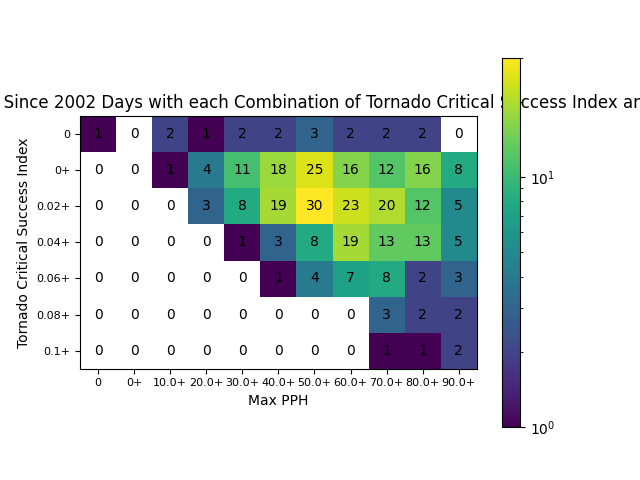 Since 2002 Days with each Combination of Tornado Critical Success Index
Tornado Critical Success Index
0 1 0 2 1 2 2 3 2 2 2 0
0+ 0 0 1 4 11 18 25 16 12 16 8
0.02+ 0 0 0 3 8 19 30 23 20 12 5
0.04+ 0 0 0 0 1 3 8 19 13 13 5
0.06+ 0 0 0 0 0 1 4 7 8 2 3
0.08+ 0 0 0 0 0 0 0 0 3 2 2
0.1+ 0 0 0 0 0 0 0 0 1 1 2
0 0+ 10.0+ 20.0+ 30.0+ 40.0+ 50.0+ 60.0+ 70.0+ 80.0+ 90.0+
Max PPH
10¹
10⁰